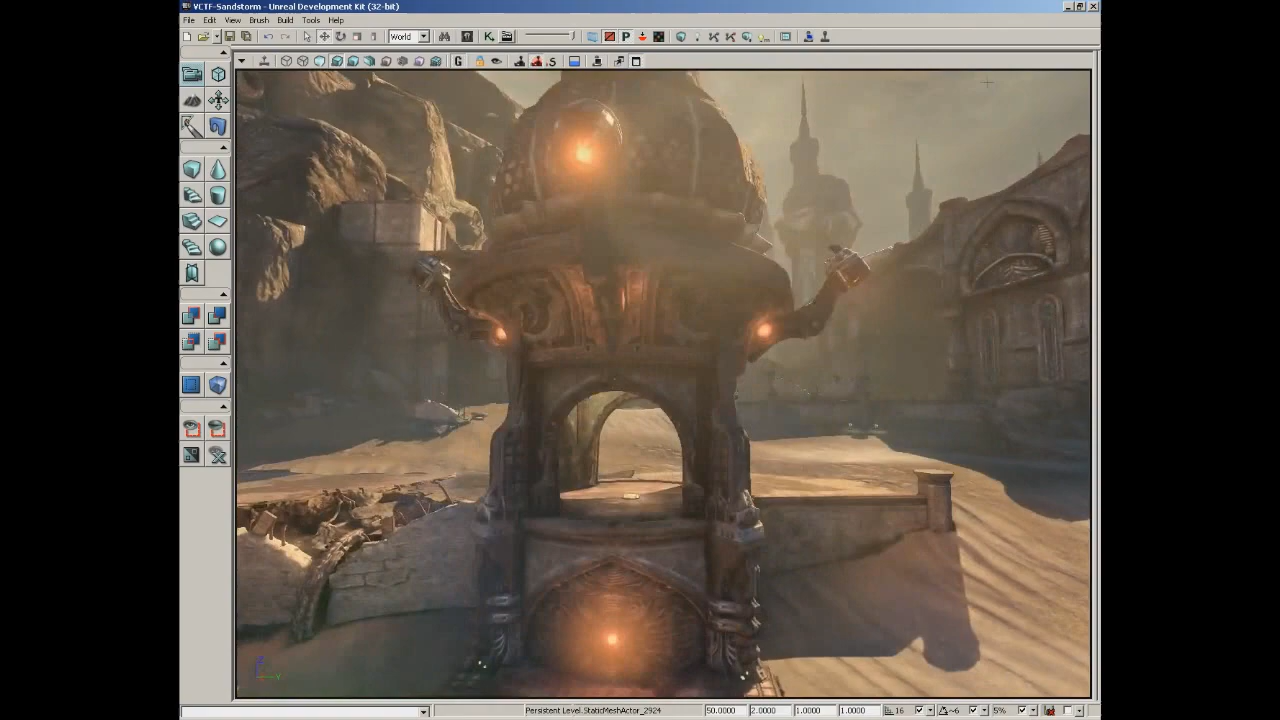 VCTF-Sandstorm - Unreal Development Kit (32-bit)
File Edit View Brush Build Tools Help
World
G
P
S
Persistent Level.StaticMeshActor_2924 50.0000 2.0000 1.0000 1.0000 16 ~6 5%